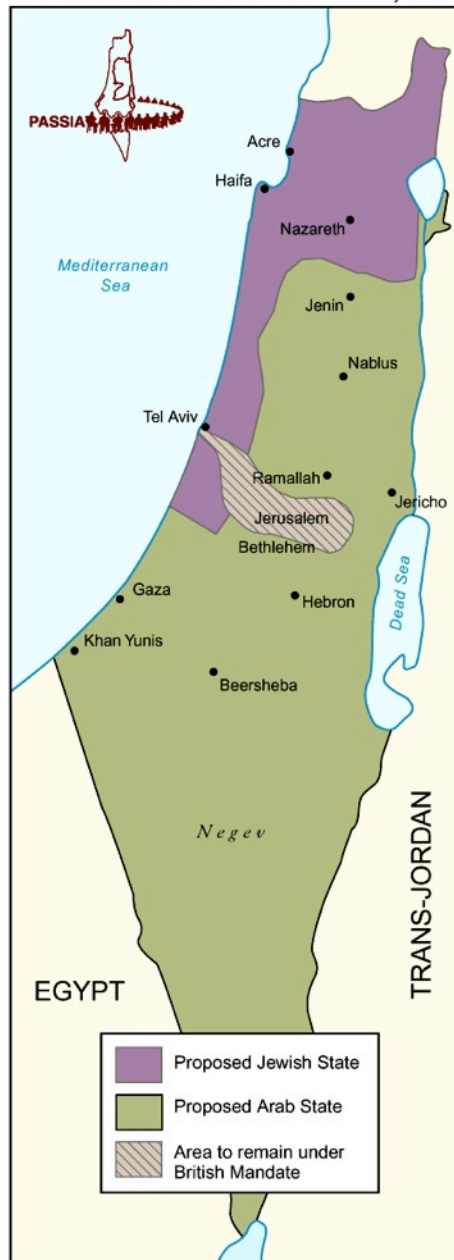 PASSIA
Acre
Haifa
Nazareth
Mediterranean
Sea
Jenin
Nablus
Tel Aviv
Ramallah
Jericho
Jerusalem
Bethlehem
Gaza
Hebron
Dead Sea
Khan Yunis
Beersheba
Negev
TRANS-JORDAN
EGYPT
Proposed Jewish State
Proposed Arab State
Area to remain under
British Mandate